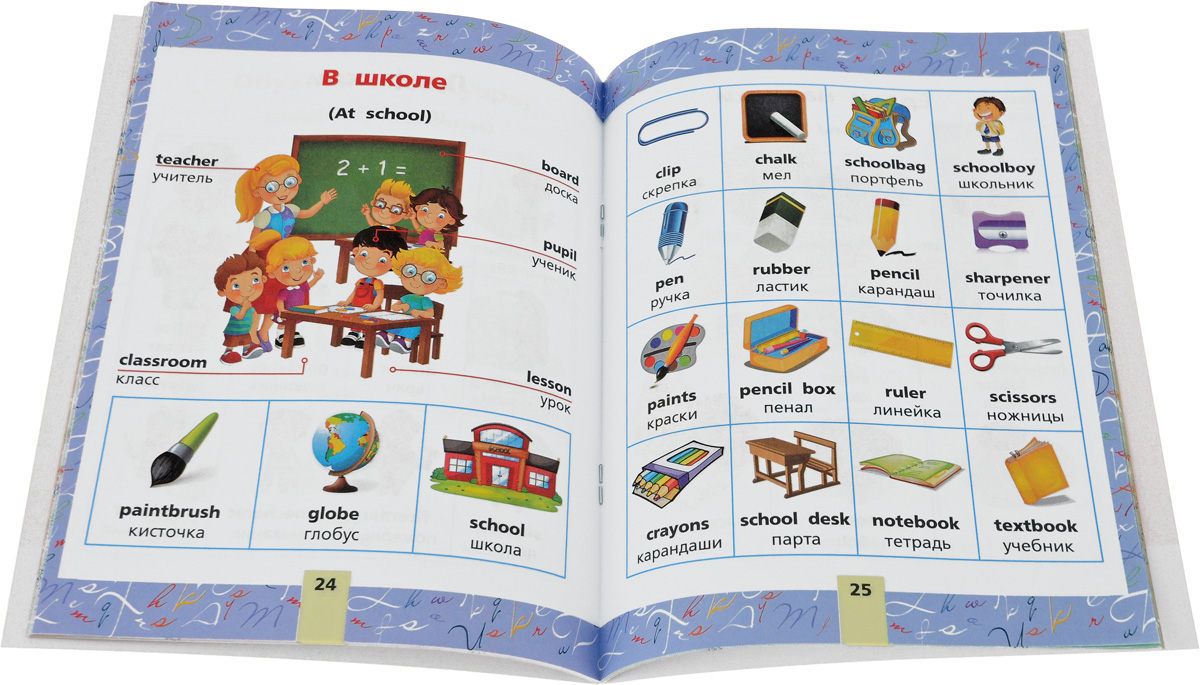 В школе
(At school)
teacher
учитель
2 + 1 =
board
доска
pupil
ученик
classroom
класс
lesson
урок
paintbrush
кисточка
globe
глобус
SCHOOL
school
школа
24
clip
скрепка
chalk
мел
schoolbag
портфель
schoolboy
школьник
pen
ручка
rubber
ластик
pencil
карандаш
sharpener
точилка
paints
краски
pencil box
пенал
ruler
линейка
scissors
ножницы
crayons
карандаши
school desk
парта
notebook
тетрадь
textbook
учебник
25